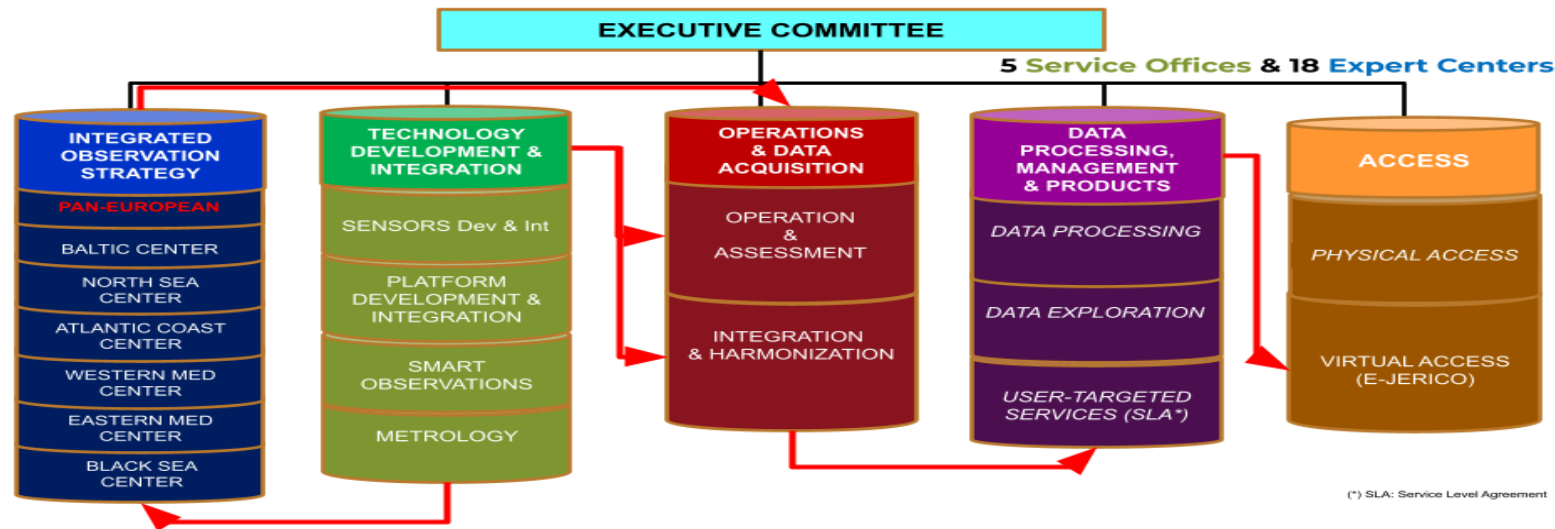 EXECUTIVE COMMITTEE
5 Service Offices & 18 Expert Centers
INTEGRATED
OBSERVATION
STRATEGY
PAN-EUROPEAN
BALTIC CENTER
NORTH SEA
CENTER
ATLANTIC COAST
CENTER
WESTERN MED
CENTER
EASTERN MED
CENTER
BLACK SEA
CENTER
TECHNOLOGY
DEVELOPMENT &
INTEGRATION
SENSORS Dev & Int
PLATFORM
DEVELOPMENT &
INTEGRATION
SMART
OBSERVATIONS
METROLOGY
OPERATIONS
& DATA
ACQUISITION
OPERATION
&
ASSESSMENT
INTEGRATION
& HARMONIZATION
DATA
PROCESSING,
MANAGEMENT
& PRODUCTS
DATA PROCESSING
DATA EXPLORATION
USER-TARGETED
SERVICES (SLA*)
ACCESS
PHYSICAL ACCESS
VIRTUAL ACCESS
(E-JERICO)
(*) SLA: Service Level Agreement